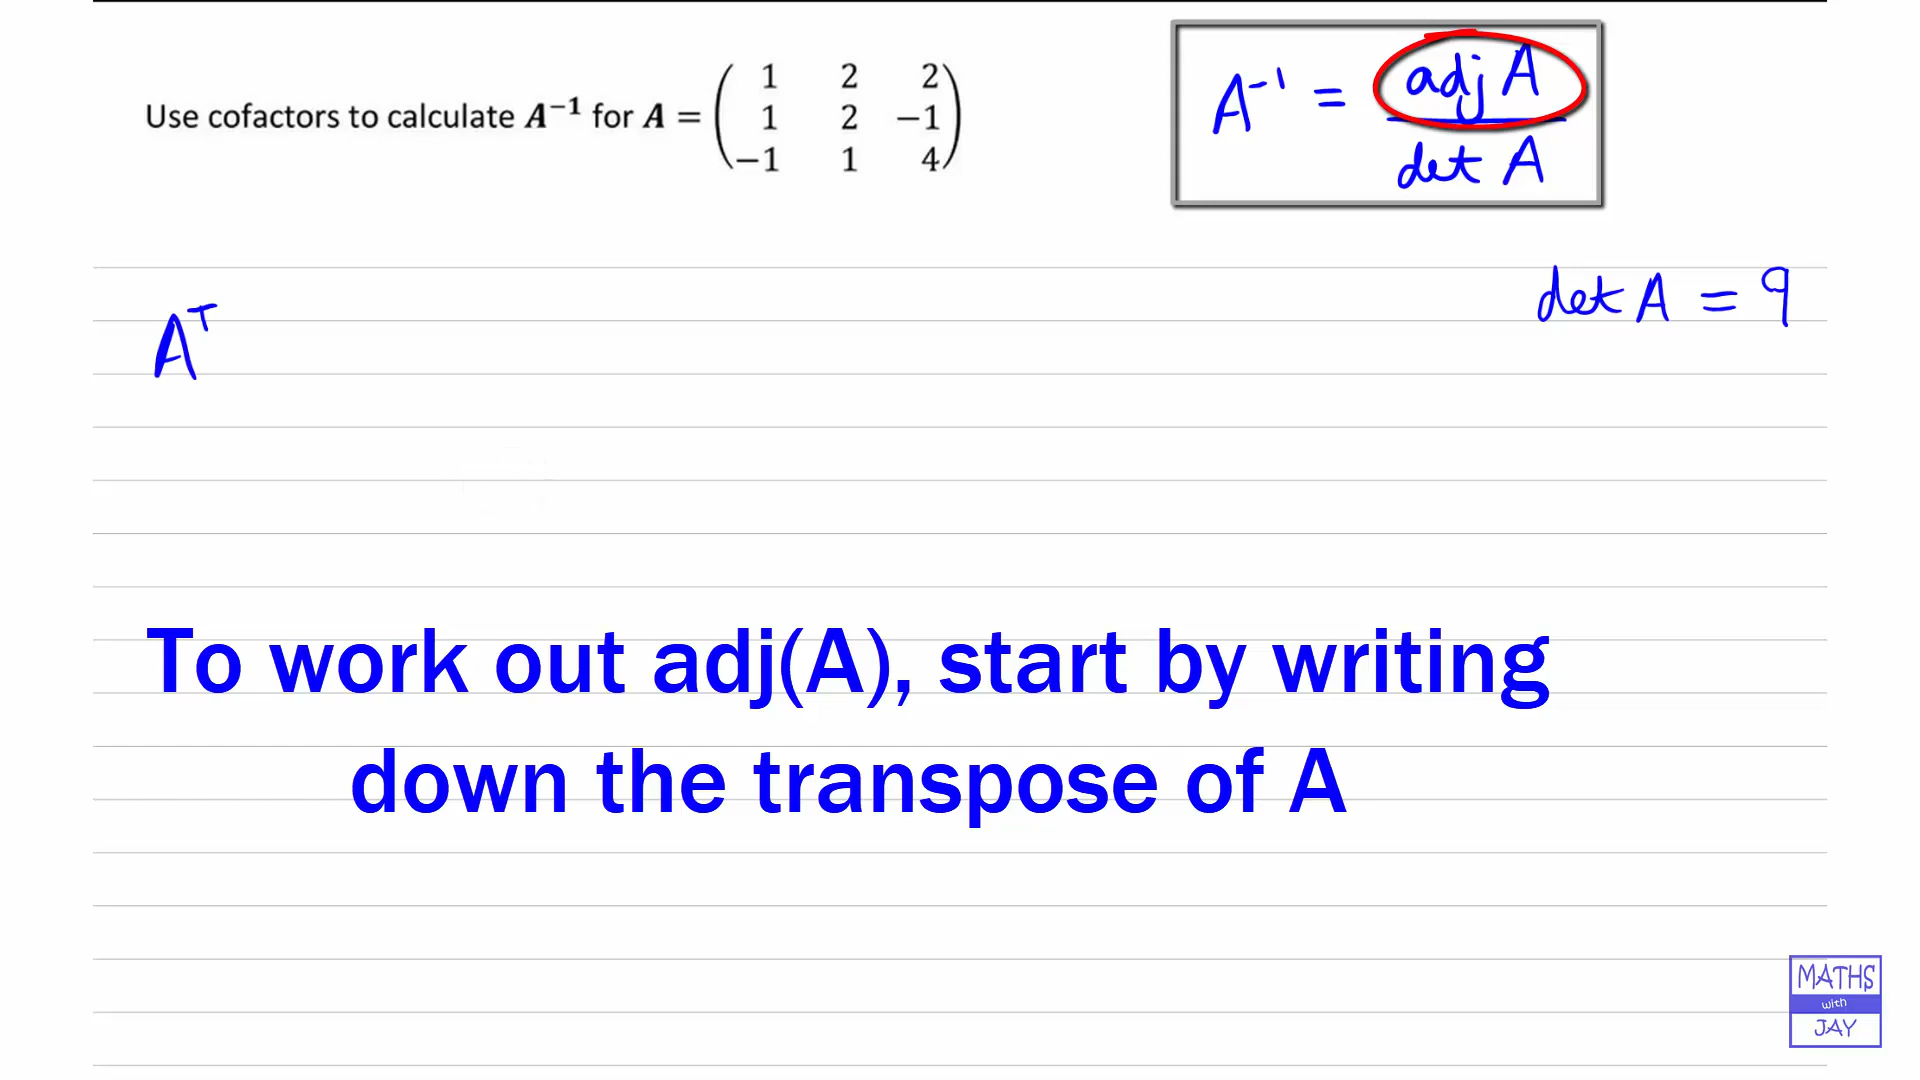 Use cofactors to calculate A⁻¹ for A = ( 1 2 2
1 2 −1
−1 1 4 )
A⁻¹ = adj A
det A
det A = 9
Aᵀ
To work out adj(A), start by writing
down the transpose of A
MATHS
with
JAY